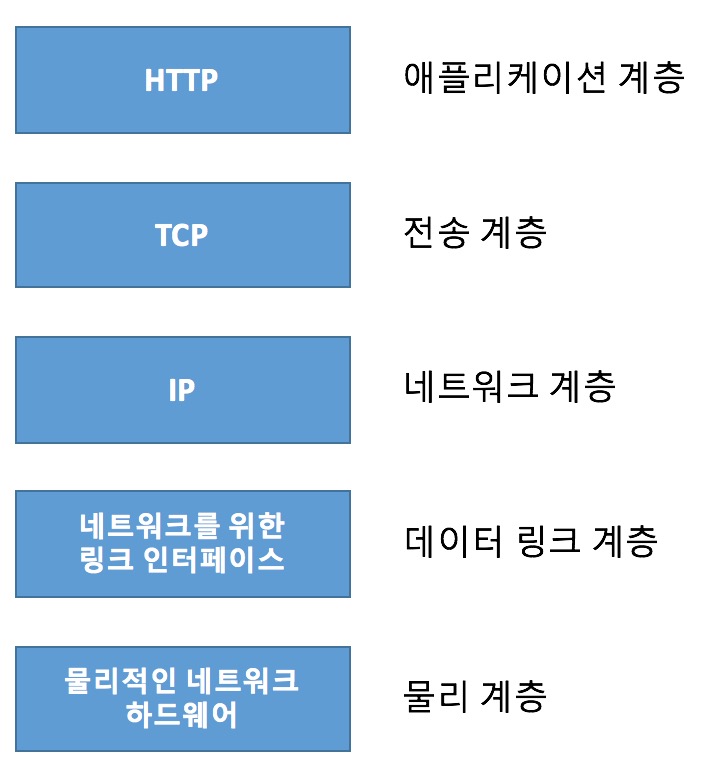 HTTP
애플리케이션 계층
TCP
전송 계층
IP
네트워크 계층
네트워크를 위한
링크 인터페이스
데이터 링크 계층
물리적인 네트워크
하드웨어
물리 계층